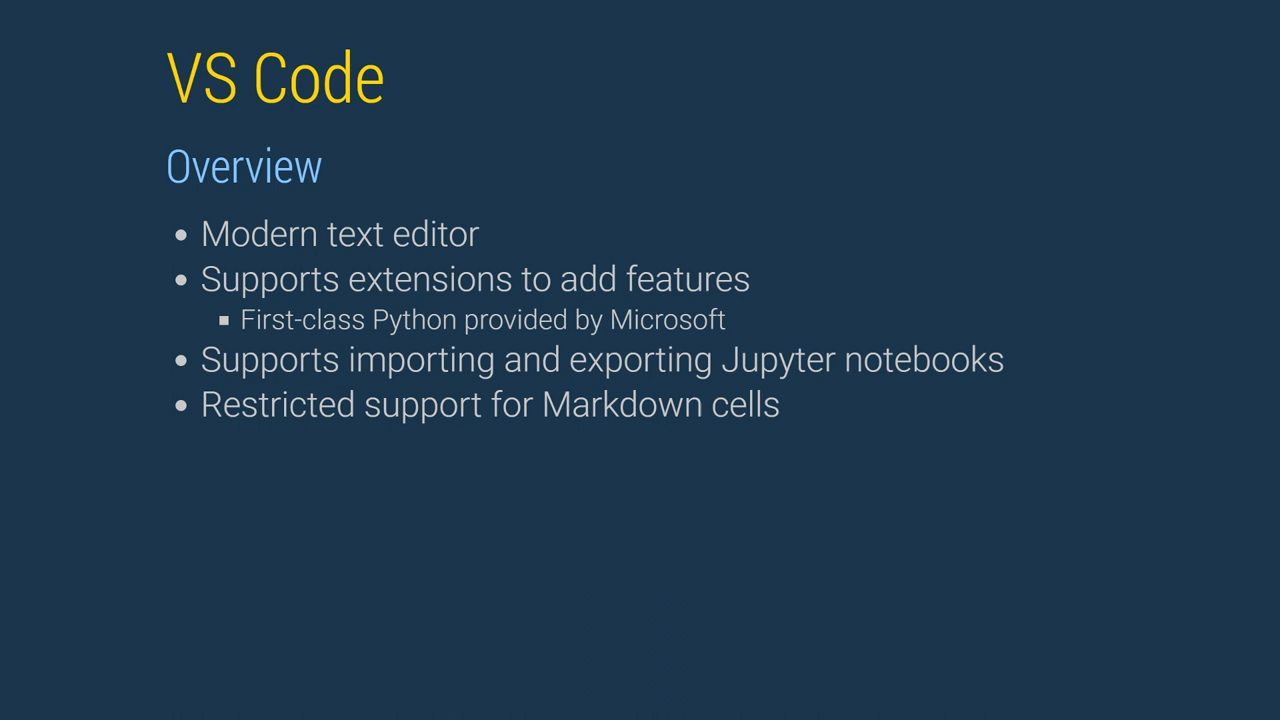 VS Code
Overview
Modern text editor
Supports extensions to add features
First-class Python provided by Microsoft
Supports importing and exporting Jupyter notebooks
Restricted support for Markdown cells